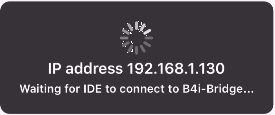 IP address 192.168.1.130
Waiting for IDE to connect to B4i-Bridge...